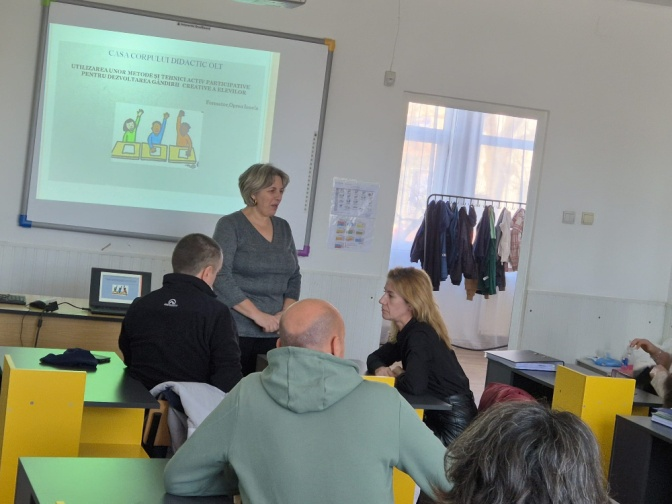 CASA CORPULUI DIDACTIC OLT
UTILIZAREA UNOR METODE ȘI TEHNICI ACTIV-PARTICIPATIVE
PENTRU DEZVOLTAREA GÂNDIRII CREATIVE A ELEVILOR